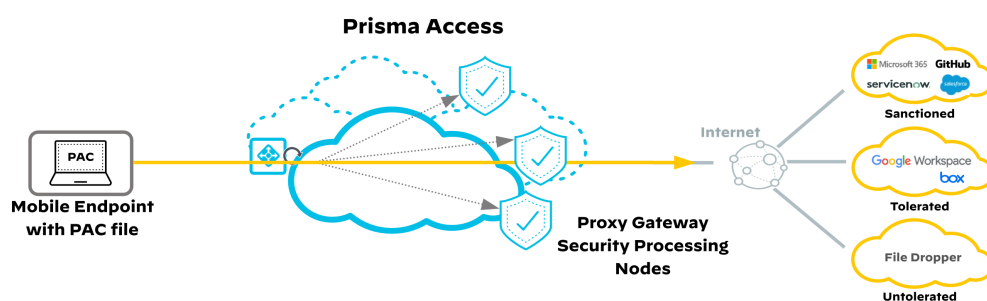 Prisma Access
PAC
Mobile Endpoint
with PAC file
Proxy Gateway
Security Processing
Nodes
Internet
Microsoft 365 GitHub
servicenow salesforce
Sanctioned
Google Workspace
box
Tolerated
File Dropper
Untolerated